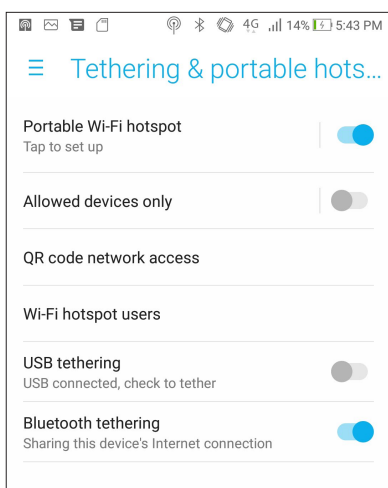 4G 14% 5:43 PM
Tethering & portable hots...
Portable Wi-Fi hotspot
Tap to set up
Allowed devices only
QR code network access
Wi-Fi hotspot users
USB tethering
USB connected, check to tether
Bluetooth tethering
Sharing this device's Internet connection